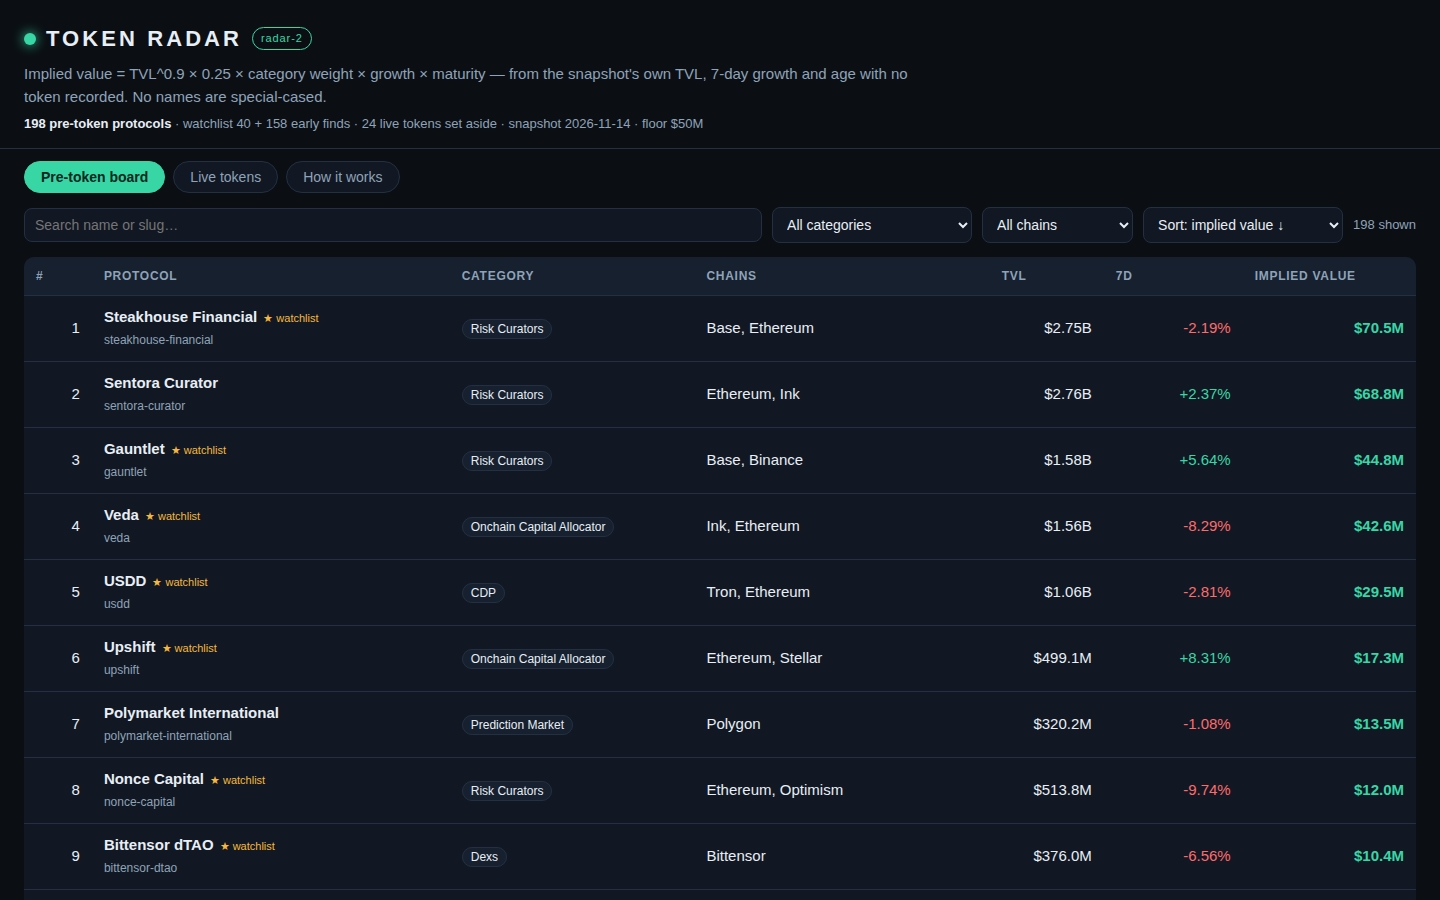 TOKEN RADAR radar-2
Implied value = TVL^0.9 × 0.25 × category weight × growth × maturity — from the snapshot's own TVL, 7-day growth and age with no
token recorded. No names are special-cased.
198 pre-token protocols · watchlist 40 + 158 early finds · 24 live tokens set aside · snapshot 2026-11-14 · floor $50M
Pre-token board Live tokens How it works
Search name or slug… All categories All chains Sort: implied value ↓ 198 shown
# PROTOCOL CATEGORY CHAINS TVL 7D IMPLIED VALUE
1 Steakhouse Financial ★ watchlist Risk Curators Base, Ethereum $2.75B -2.19% $70.5M
steakhouse-financial
2 Sentora Curator Risk Curators Ethereum, Ink $2.76B +2.37% $68.8M
sentora-curator
3 Gauntlet ★ watchlist Risk Curators Base, Binance $1.58B +5.64% $44.8M
gauntlet
4 Veda ★ watchlist Onchain Capital Allocator Ink, Ethereum $1.56B -8.29% $42.6M
veda
5 USDD ★ watchlist CDP Tron, Ethereum $1.06B -2.81% $29.5M
usdd
6 Upshift ★ watchlist Onchain Capital Allocator Ethereum, Stellar $499.1M +8.31% $17.3M
upshift
7 Polymarket International Prediction Market Polygon $320.2M -1.08% $13.5M
polymarket-international
8 Nonce Capital ★ watchlist Risk Curators Ethereum, Optimism $513.8M -9.74% $12.0M
nonce-capital
9 Bittensor dTAO ★ watchlist Dexs Bittensor $376.0M -6.56% $10.4M
bittensor-dtao